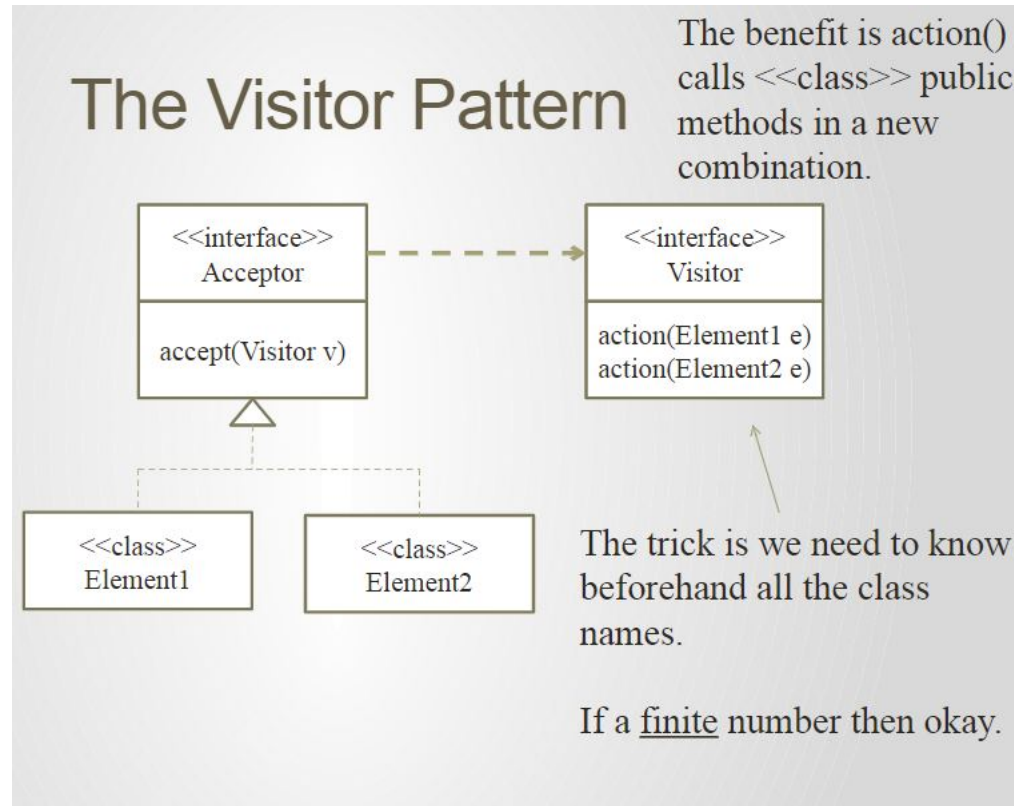 The Visitor Pattern
The benefit is action()
calls <<class>> public
methods in a new
combination.
<<interface>>
Acceptor
accept(Visitor v)
<<interface>>
Visitor
action(Element1 e)
action(Element2 e)
<<class>>
Element1
<<class>>
Element2
The trick is we need to know
beforehand all the class
names.
If a finite number then okay.